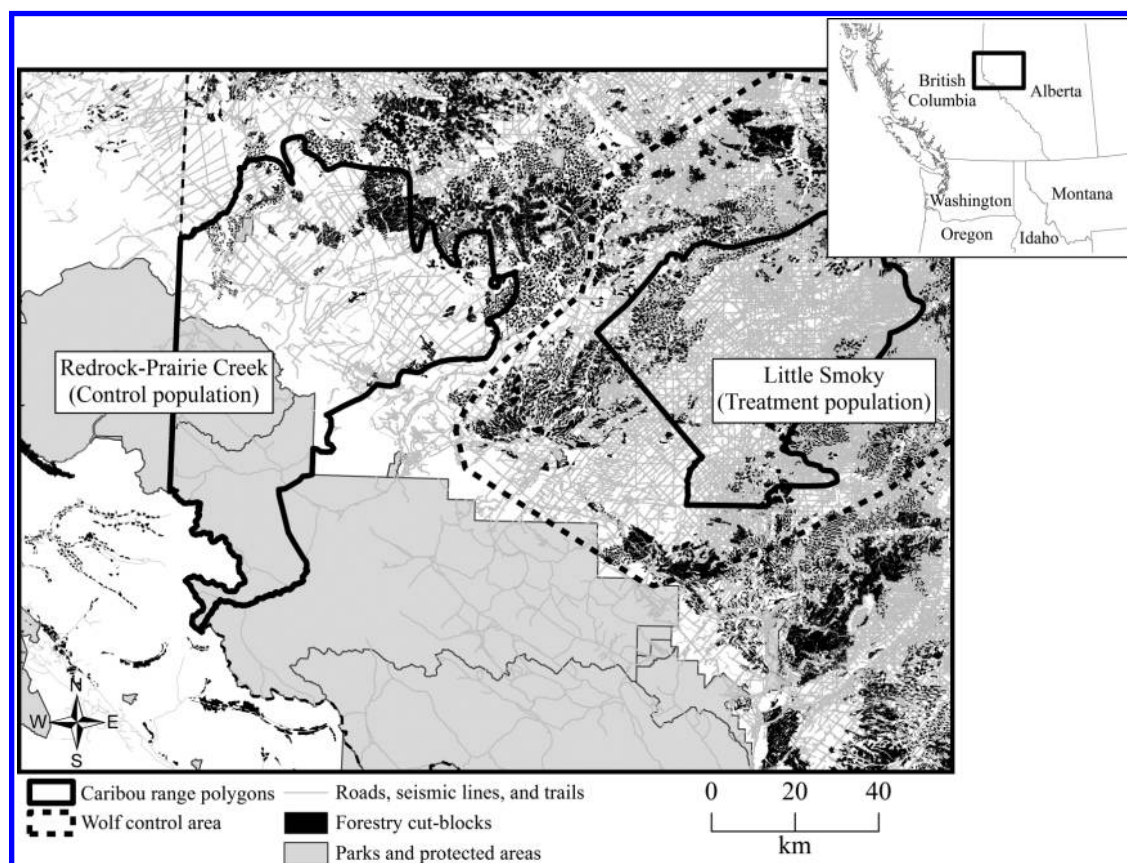 British
Columbia
Alberta
Washington
Montana
Oregon
Idaho
Redrock-Prairie Creek
(Control population)
Little Smoky
(Treatment population)
N
W E
S
Caribou range polygons
Wolf control area
Roads, seismic lines, and trails
Forestry cut-blocks
Parks and protected areas
0 20 40
km